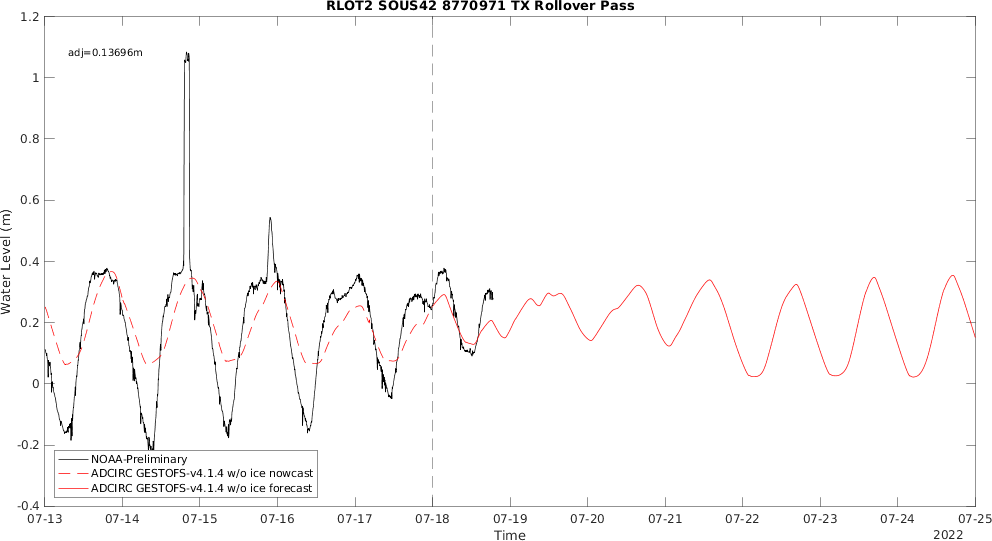 RLOT2 SOUS42 8770971 TX Rollover Pass
adj=0.13696m
1.2
1
0.8
0.6
0.4
0.2
0
-0.2
-0.4
Water Level (m)
NOAA-Preliminary
ADCIRC GESTOFS-v4.1.4 w/o ice nowcast
ADCIRC GESTOFS-v4.1.4 w/o ice forecast
07-13 07-14 07-15 07-16 07-17 07-18 07-19 07-20 07-21 07-22 07-23 07-24 07-25
Time
2022